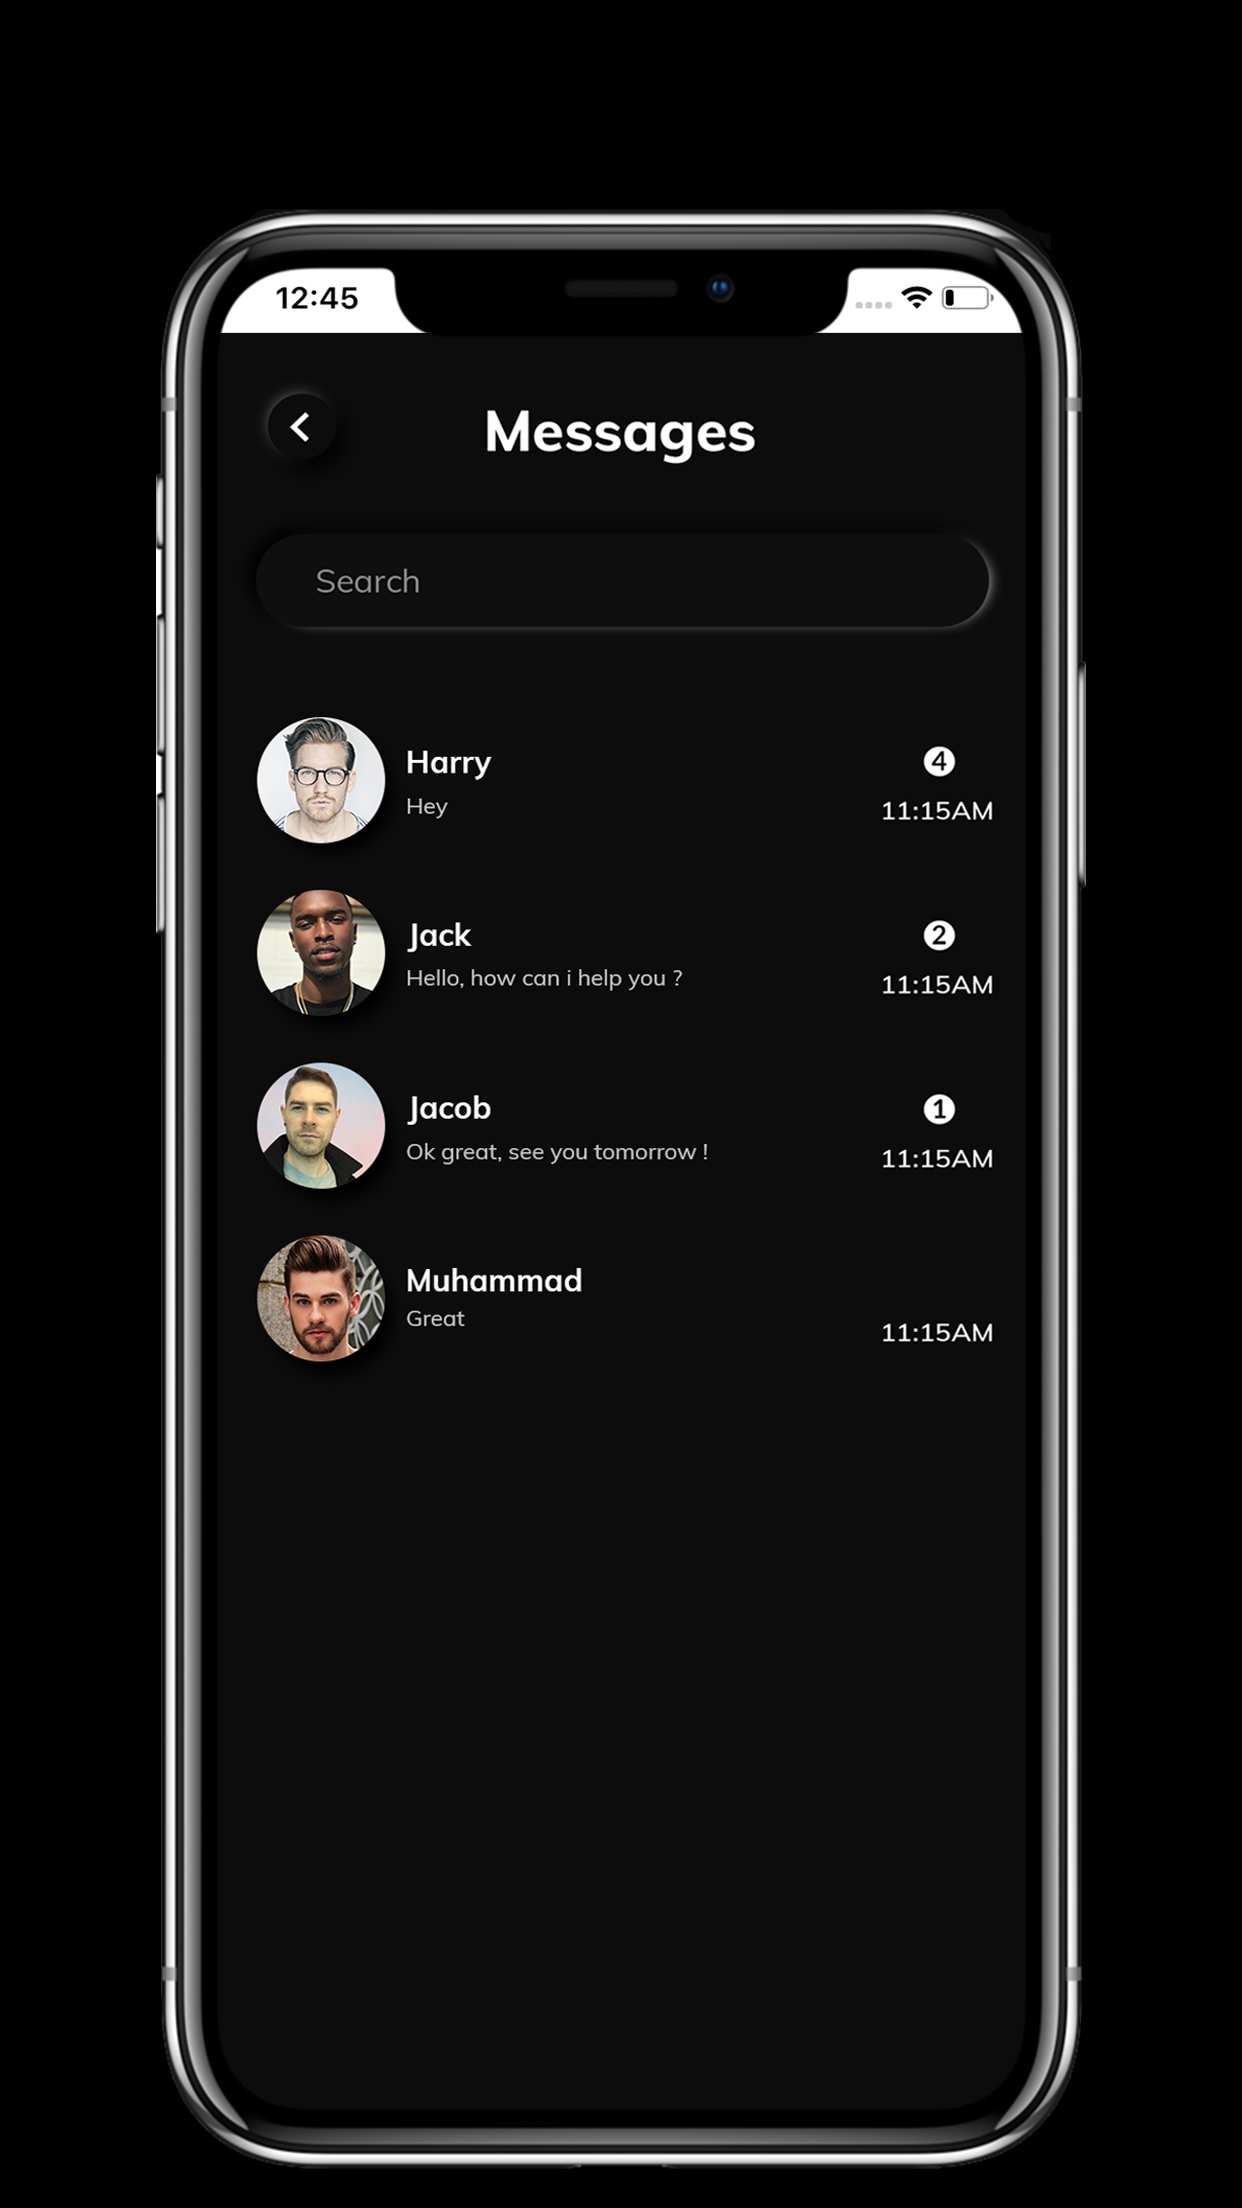 12:45
Messages
Search
Harry
4
Hey
11:15AM
Jack
2
Hello, how can i help you ?
11:15AM
Jacob
1
Ok great, see you tomorrow !
11:15AM
Muhammad
Great
11:15AM